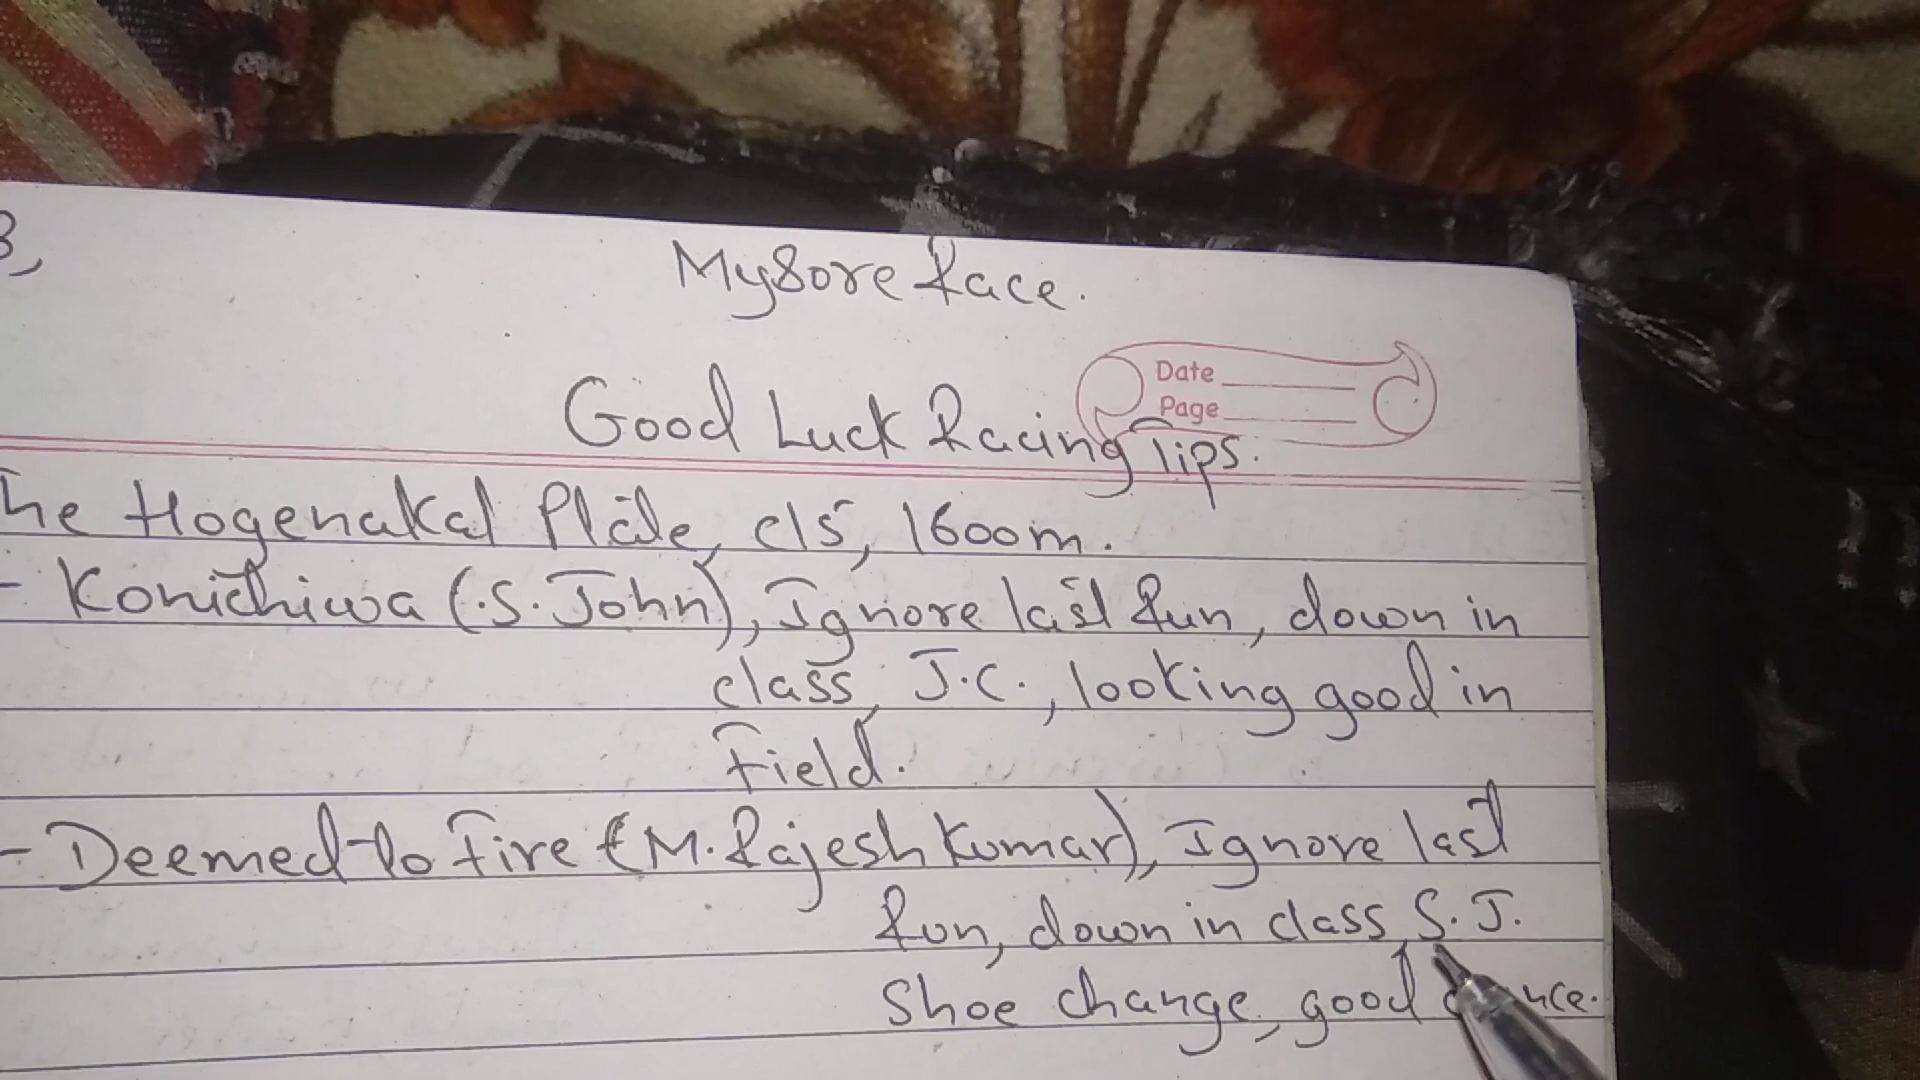 3,
Mysore Race.
Date
Page
Good Luck Racing Tips.
The Hogenakal Plate, cl5, 1600m.
- Konichiwa (S. John), Ignore last Run, down in
class, J.C., looking good in
Field.
- Deemed to Fire (M. Rajesh Kumar), Ignore last
Run, down in class, S.J.
Shoe change, good